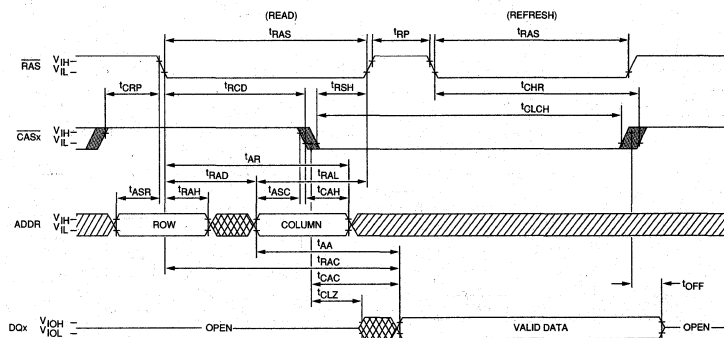 (READ) (REFRESH)
tRAS tRP tRAS
RAS VIH VIL
tCRP tRCD tRSH tCHR
tCLCH
CASx VIH VIL
tAR
tRAD tRAL
tASR tRAH tASC tCAH
ADDR VIH VIL ROW COLUMN
tAA
tRAC
tCAC
tCLZ tOFF
DQx VIOH VIOL OPEN VALID DATA OPEN